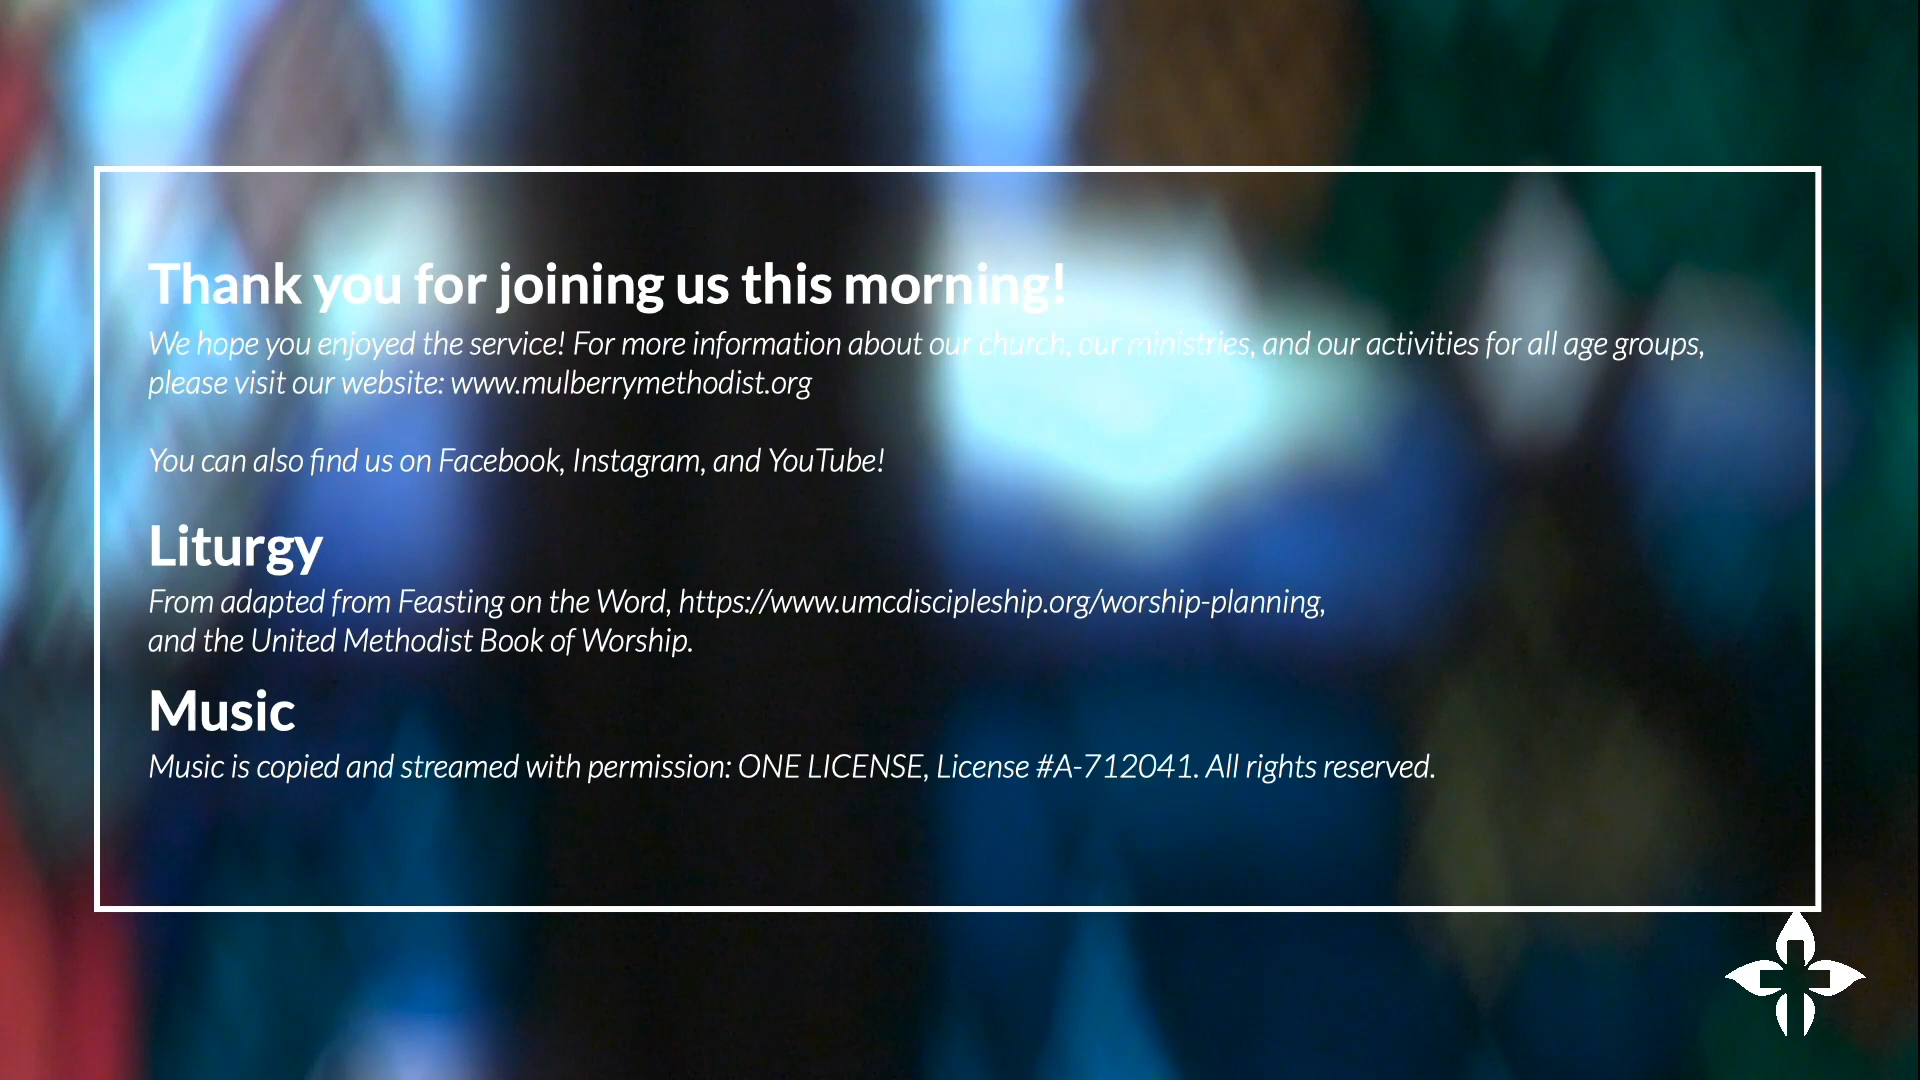 Thank you for joining us this morning!
We hope you enjoyed the service! For more information about our church, our ministries, and our activities for all age groups,
please visit our website: www.mulberrymethodist.org
You can also find us on Facebook, Instagram, and YouTube!
Liturgy
From adapted from Feasting on the Word, https://www.umcdiscipleship.org/worship-planning,
and the United Methodist Book of Worship.
Music
Music is copied and streamed with permission: ONE LICENSE, License #A-712041. All rights reserved.